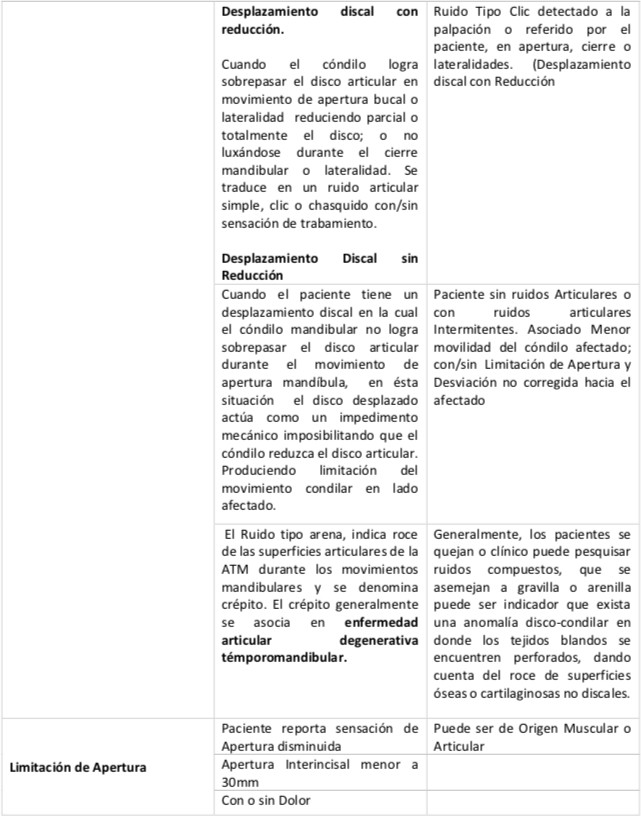 Desplazamiento discal con
reducción.
Cuando el cóndilo logra
sobrepasar el disco articular en
movimiento de apertura bucal o
lateralidad reduciendo parcial o
totalmente el disco; o no
luxándose durante el cierre
mandibular o lateralidad. Se
traduce en un ruido articular
simple, clic o chasquido con/sin
sensación de trabamiento.
Desplazamiento Discal sin
Reducción
Ruido Tipo Clic detectado a la
palpación o referido por el
paciente, en apertura, cierre o
lateralidades. (Desplazamiento
discal con Reducción
Cuando el paciente tiene un
desplazamiento discal en la cual
el cóndilo mandibular no logra
sobrepasar el disco articular
durante el movimiento de
apertura mandíbula, en ésta
situación el disco desplazado
actúa como un impedimento
mecánico imposibilitando que el
cóndilo reduzca el disco articular.
Produciendo limitación del
movimiento condilar en lado
afectado.
Paciente sin ruidos Articulares o
con ruidos articulares
Intermitentes. Asociado Menor
movilidad del cóndilo afectado;
con/sin Limitación de Apertura y
Desviación no corregida hacia el
afectado
El Ruido tipo arena, indica roce
de las superficies articulares de la
ATM durante los movimientos
mandibulares y se denomina
crépito. El crépito generalmente
se asocia en enfermedad
articular degenerativa
témporomandibular.
Generalmente, los pacientes se
quejan o clínico puede pesquisar
ruidos compuestos, que se
asemejan a gravilla o arenilla
puede ser indicador que exista
una anomalía disco-condilar en
donde los tejidos blandos se
encuentren perforados, dando
cuenta del roce de superficies
óseas o cartilaginosas no discales.
Limitación de Apertura
Paciente reporta sensación de
Apertura disminuida
Puede ser de Origen Muscular o
Articular
Apertura Interincisal menor a
30mm
Con o sin Dolor